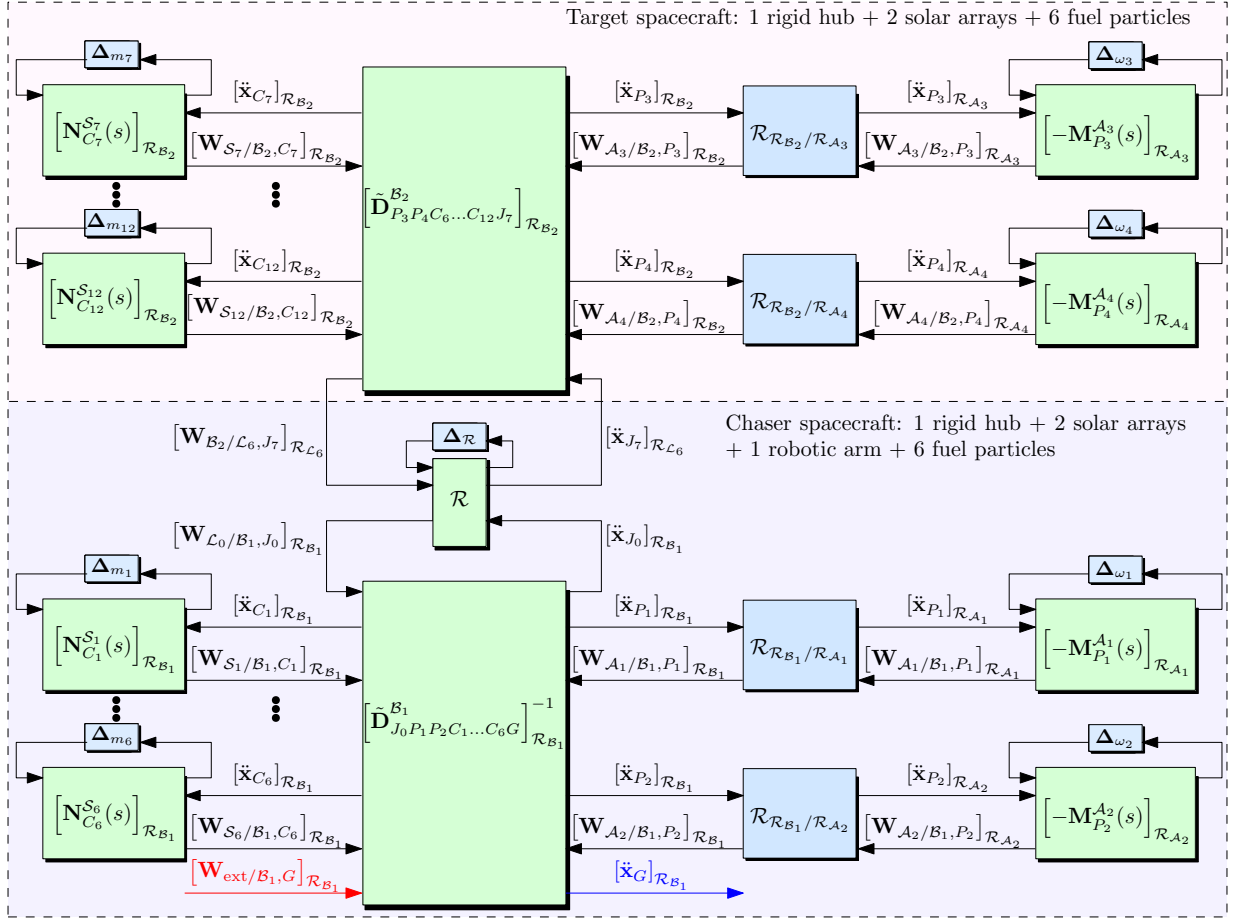 Target spacecraft: 1 rigid hub + 2 solar arrays + 6 fuel particles
𝚫_{m_7}
𝚫_{ω_3}
[ẍ_{C_7}]_{ℛ_{ℬ_2}}
[ẍ_{P_3}]_{ℛ_{ℬ_2}}
[ẍ_{P_3}]_{ℛ_{𝒜_3}}
[𝐍^{𝒮_7}_{C_7}(s)]_{ℛ_{ℬ_2}}
ℛ_{ℛ_{ℬ_2}/ℛ_{𝒜_3}}
[−𝐌^{𝒜_3}_{P_3}(s)]_{ℛ_{𝒜_3}}
[𝐖_{𝒮_7/ℬ_2,C_7}]_{ℛ_{ℬ_2}}
[𝐖_{𝒜_3/ℬ_2,P_3}]_{ℛ_{ℬ_2}}
[𝐖_{𝒜_3/ℬ_2,P_3}]_{ℛ_{𝒜_3}}
[𝐃̃^{ℬ_2}_{P_3P_4C_6…C_{12}J_7}]_{ℛ_{ℬ_2}}
𝚫_{m_{12}}
𝚫_{ω_4}
[ẍ_{C_{12}}]_{ℛ_{ℬ_2}}
[ẍ_{P_4}]_{ℛ_{ℬ_2}}
[ẍ_{P_4}]_{ℛ_{𝒜_4}}
[𝐍^{𝒮_{12}}_{C_{12}}(s)]_{ℛ_{ℬ_2}}
ℛ_{ℛ_{ℬ_2}/ℛ_{𝒜_4}}
[−𝐌^{𝒜_4}_{P_4}(s)]_{ℛ_{𝒜_4}}
[𝐖_{𝒮_{12}/ℬ_2,C_{12}}]_{ℛ_{ℬ_2}}
[𝐖_{𝒜_4/ℬ_2,P_4}]_{ℛ_{ℬ_2}}
[𝐖_{𝒜_4/ℬ_2,P_4}]_{ℛ_{𝒜_4}}
Chaser spacecraft: 1 rigid hub + 2 solar arrays
+ 1 robotic arm + 6 fuel particles
[𝐖_{ℬ_2/ℒ_6,J_7}]_{ℛ_{ℒ_6}}
𝚫_ℛ
[ẍ_{J_7}]_{ℛ_{ℒ_6}}
ℛ
[𝐖_{ℒ_0/ℬ_1,J_0}]_{ℛ_{ℬ_1}}
[ẍ_{J_0}]_{ℛ_{ℬ_1}}
𝚫_{m_1}
𝚫_{ω_1}
[ẍ_{C_1}]_{ℛ_{ℬ_1}}
[ẍ_{P_1}]_{ℛ_{ℬ_1}}
[ẍ_{P_1}]_{ℛ_{𝒜_1}}
[𝐍^{𝒮_1}_{C_1}(s)]_{ℛ_{ℬ_1}}
ℛ_{ℛ_{ℬ_1}/ℛ_{𝒜_1}}
[−𝐌^{𝒜_1}_{P_1}(s)]_{ℛ_{𝒜_1}}
[𝐖_{𝒮_1/ℬ_1,C_1}]_{ℛ_{ℬ_1}}
[𝐖_{𝒜_1/ℬ_1,P_1}]_{ℛ_{ℬ_1}}
[𝐖_{𝒜_1/ℬ_1,P_1}]_{ℛ_{𝒜_1}}
[𝐃̃^{ℬ_1}_{J_0P_1P_2C_1…C_6G}]^{−1}_{ℛ_{ℬ_1}}
𝚫_{m_6}
𝚫_{ω_2}
[ẍ_{C_6}]_{ℛ_{ℬ_1}}
[ẍ_{P_2}]_{ℛ_{ℬ_1}}
[ẍ_{P_2}]_{ℛ_{𝒜_2}}
[𝐍^{𝒮_6}_{C_6}(s)]_{ℛ_{ℬ_1}}
ℛ_{ℛ_{ℬ_1}/ℛ_{𝒜_2}}
[−𝐌^{𝒜_2}_{P_2}(s)]_{ℛ_{𝒜_2}}
[𝐖_{𝒮_6/ℬ_1,C_6}]_{ℛ_{ℬ_1}}
[𝐖_{𝒜_2/ℬ_1,P_2}]_{ℛ_{ℬ_1}}
[𝐖_{𝒜_2/ℬ_1,P_2}]_{ℛ_{𝒜_2}}
[𝐖_{ext/ℬ_1,G}]_{ℛ_{ℬ_1}}
[ẍ_G]_{ℛ_{ℬ_1}}